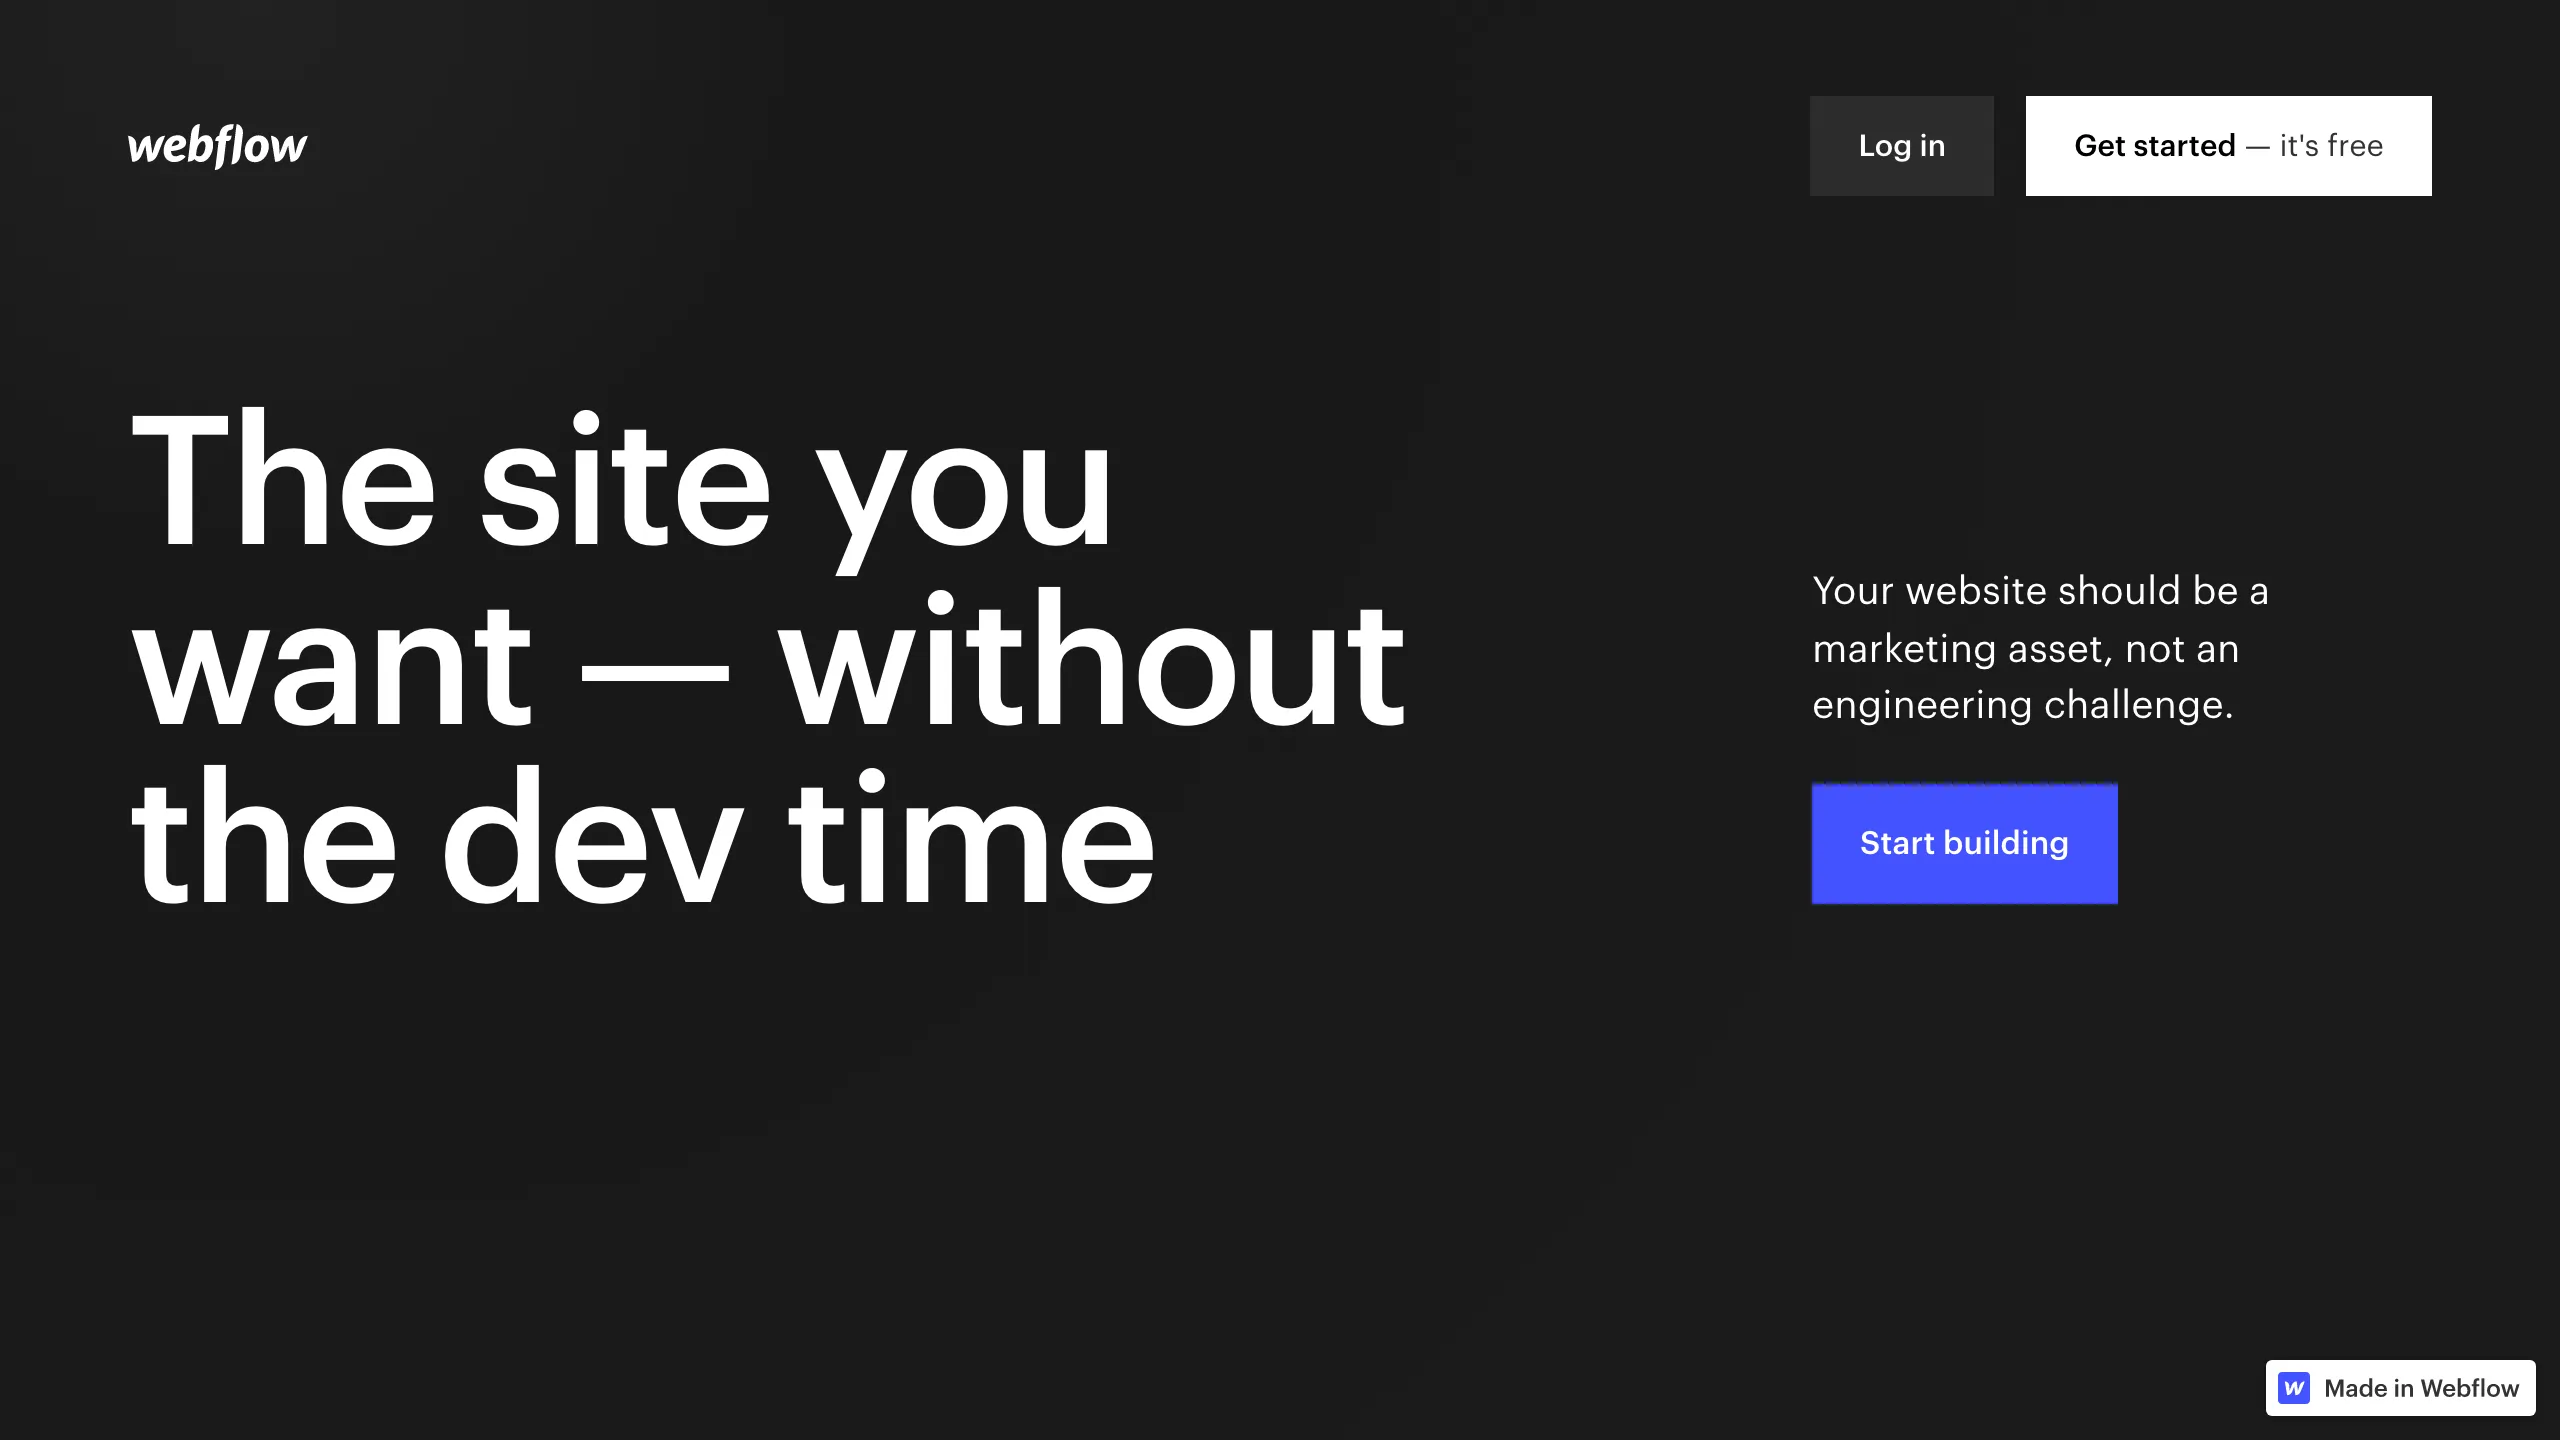 webflow
Log in
Get started — it's free
The site you
want — without
the dev time
Your website should be a
marketing asset, not an
engineering challenge.
Start building
Made in Webflow